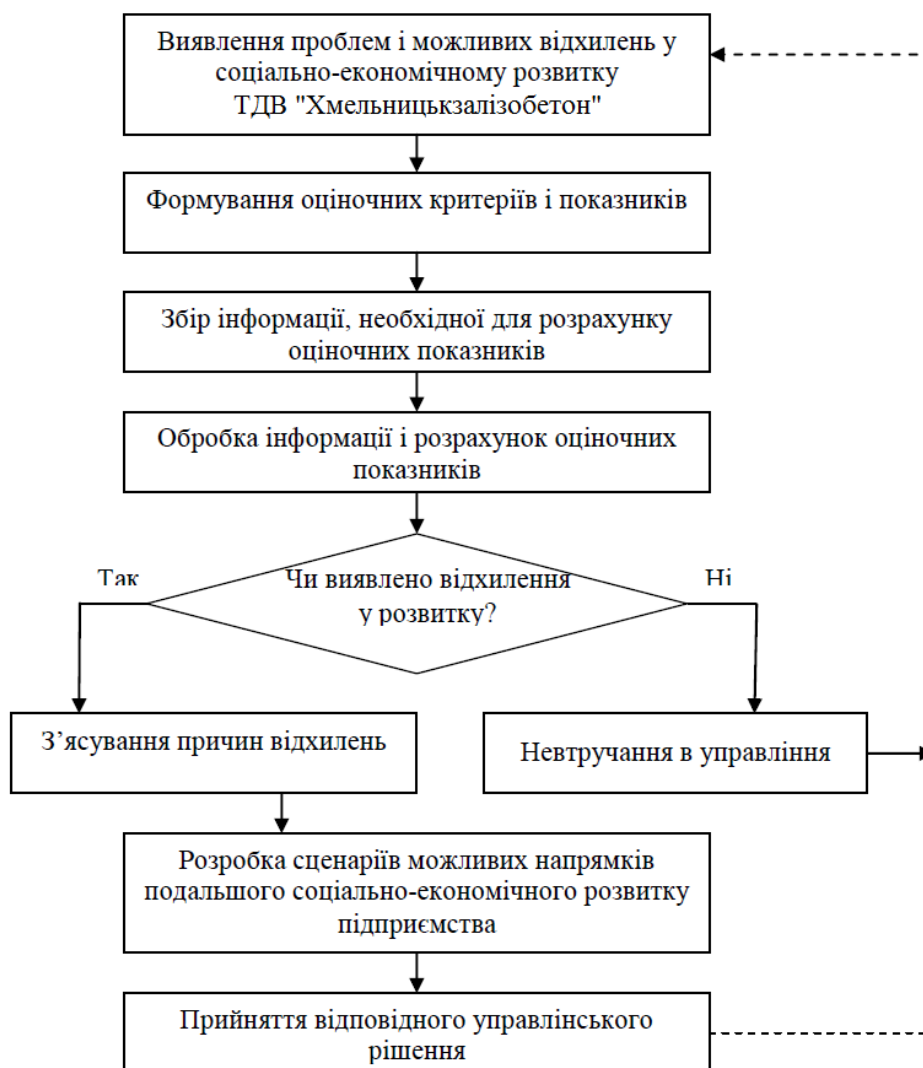 Виявлення проблем і можливих відхилень у
соціально-економічному розвитку
ТДВ "Хмельницькзалізобетон"
Формування оціночних критеріїв і показників
Збір інформації, необхідної для розрахунку
оціночних показників
Обробка інформації і розрахунок оціночних
показників
Чи виявлено відхилення
у розвитку?
Так
Ні
З’ясування причин відхилень
Невтручання в управління
Розробка сценаріїв можливих напрямків
подальшого соціально-економічного розвитку
підприємства
Прийняття відповідного управлінського
рішення